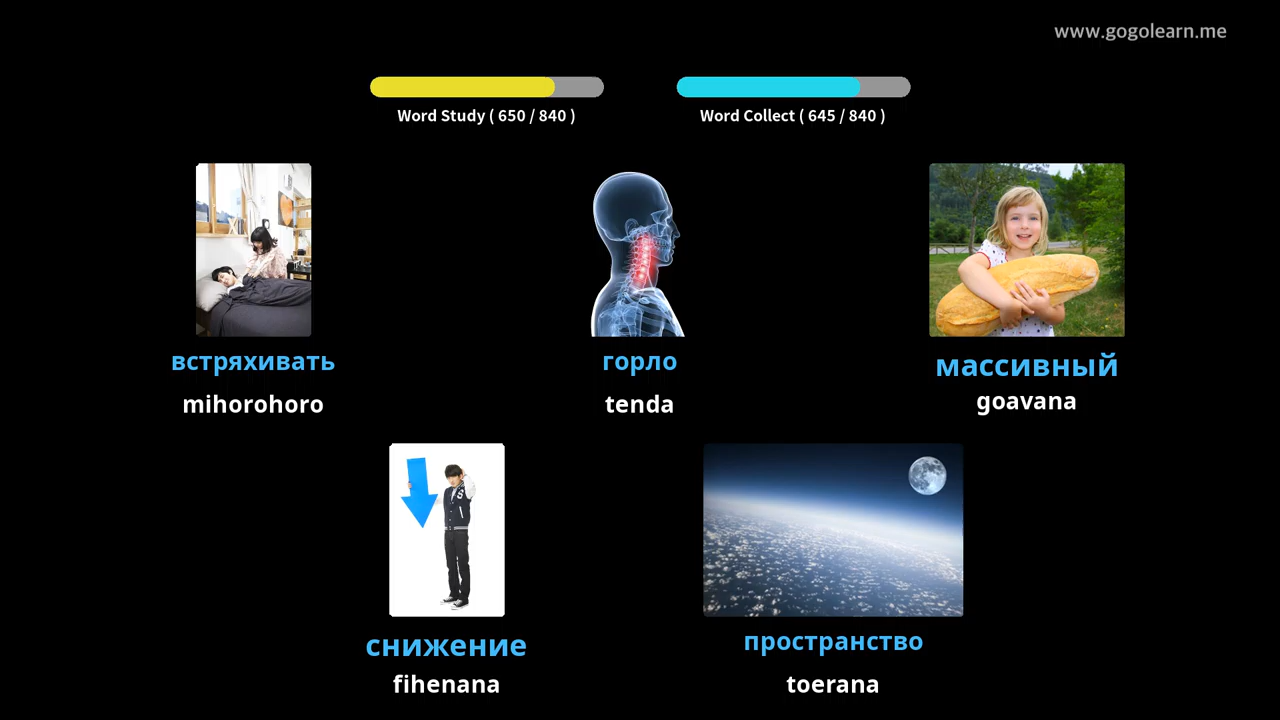 www.gogolearn.me
Word Study ( 650 / 840 )
Word Collect ( 645 / 840 )
встряхивать
горло
массивный
mihorohoro
tenda
goavana
снижение
пространство
fihenana
toerana